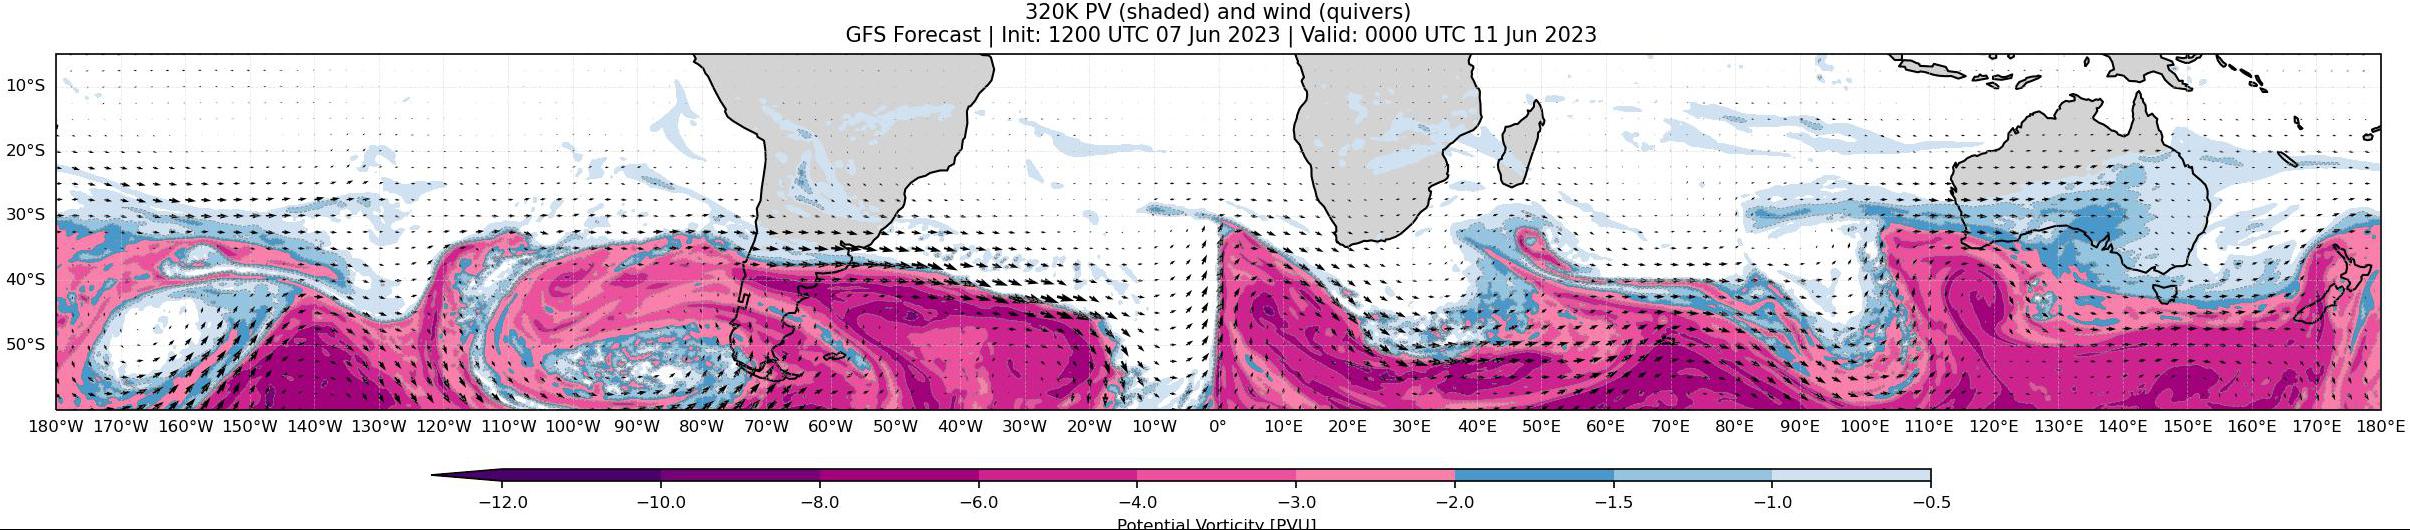 320K PV (shaded) and wind (quivers)
GFS Forecast | Init: 1200 UTC 07 Jun 2023 | Valid: 0000 UTC 11 Jun 2023
10°S
20°S
30°S
40°S
50°S
180°W 170°W 160°W 150°W 140°W 130°W 120°W 110°W 100°W 90°W 80°W 70°W 60°W 50°W 40°W 30°W 20°W 10°W 0° 10°E 20°E 30°E 40°E 50°E 60°E 70°E 80°E 90°E 100°E 110°E 120°E 130°E 140°E 150°E 160°E 170°E 180°E
−12.0 −10.0 −8.0 −6.0 −4.0 −3.0 −2.0 −1.5 −1.0 −0.5
Potential Vorticity [PVU]